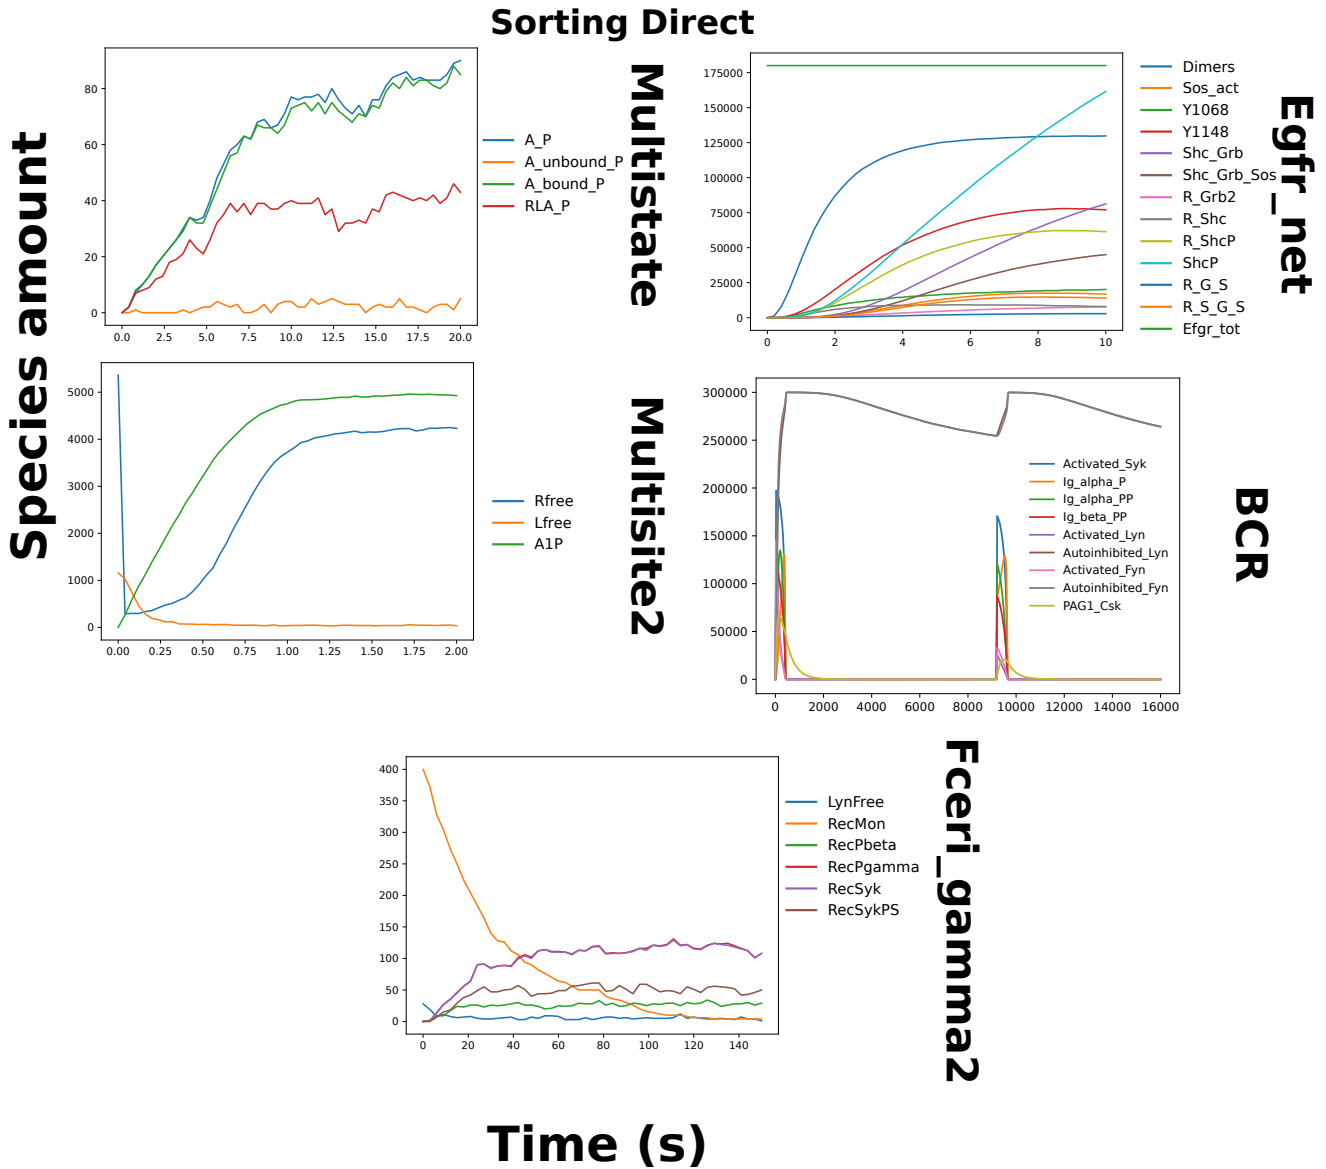 Sorting Direct
Species amount
80
60
40
20
0
0.0 2.5 5.0 7.5 10.0 12.5 15.0 17.5 20.0
A_P
A_unbound_P
A_bound_P
RLA_P
Multistate
175000
150000
125000
100000
75000
50000
25000
0
0 2 4 6 8 10
Dimers
Sos_act
Y1068
Y1148
Shc_Grb
Shc_Grb_Sos
R_Grb2
R_Shc
R_ShcP
ShcP
R_G_S
R_S_G_S
Efgr_tot
Egfr_net
5000
4000
3000
2000
1000
0
0.00 0.25 0.50 0.75 1.00 1.25 1.50 1.75 2.00
Rfree
Lfree
A1P
Multisite2
300000
250000
200000
150000
100000
50000
0
0 2000 4000 6000 8000 10000 12000 14000 16000
Activated_Syk
Ig_alpha_P
Ig_alpha_PP
Ig_beta_PP
Activated_Lyn
Autoinhibited_Lyn
Activated_Fyn
Autoinhibited_Fyn
PAG1_Csk
BCR
400
350
300
250
200
150
100
50
0
0 20 40 60 80 100 120 140
LynFree
RecMon
RecPbeta
RecPgamma
RecSyk
RecSykPS
Fceri_gamma2
Time (s)